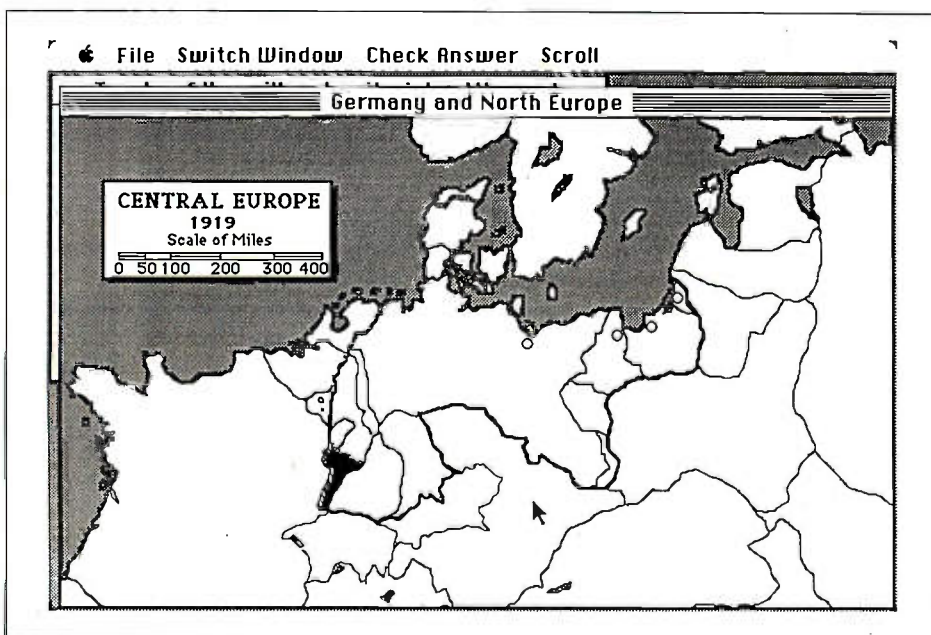 File Switch Window Check Answer Scroll
Germany and North Europe
CENTRAL EUROPE
1919
Scale of Miles
0 50 100 200 300 400